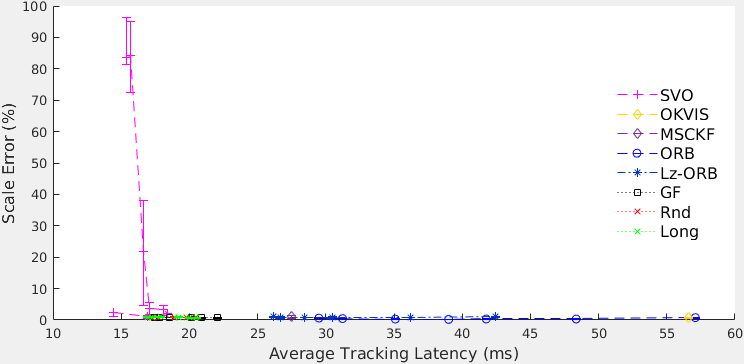 100
90
80
70
60
50
40
30
20
10
0
Scale Error (%)
10 15 20 25 30 35 40 45 50 55 60
Average Tracking Latency (ms)
SVO
OKVIS
MSCKF
ORB
Lz-ORB
GF
Rnd
Long